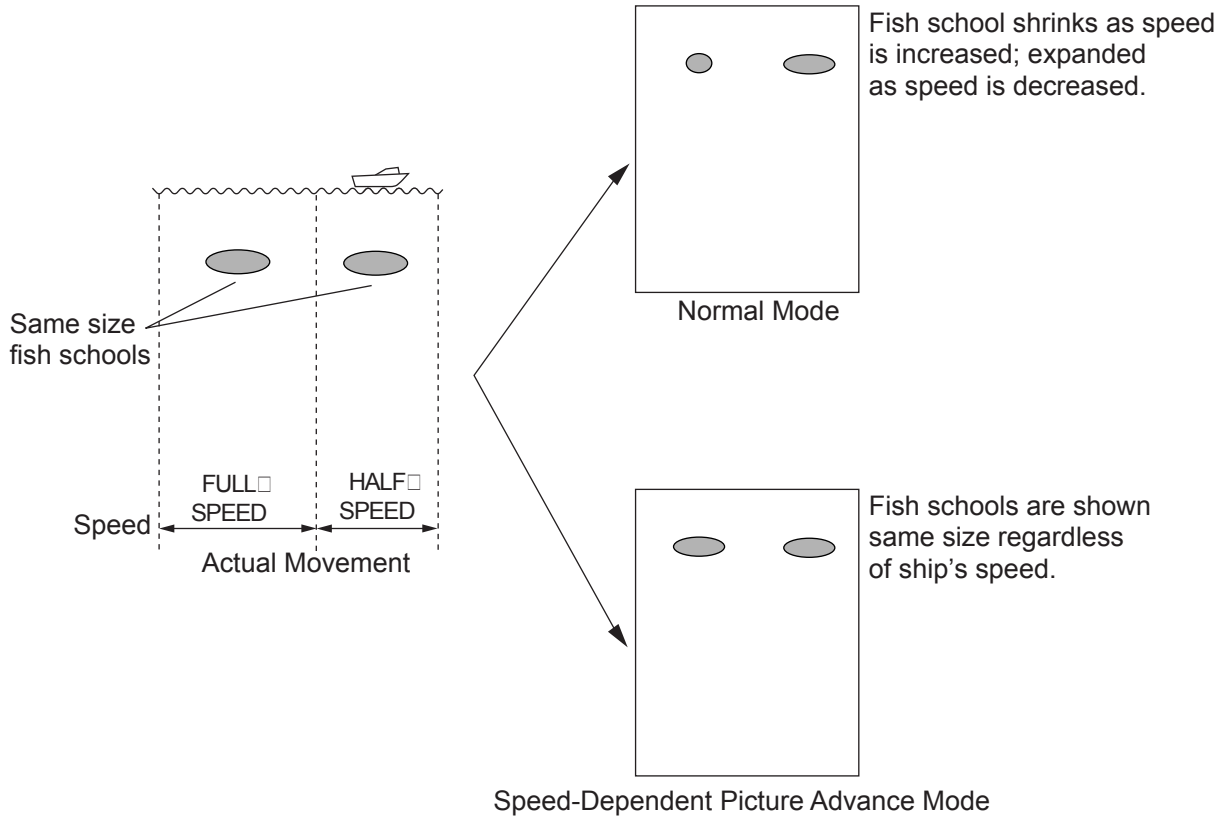 Fish school shrinks as speed
is increased; expanded
as speed is decreased.
Normal Mode
Same size
fish schools
FULL□
SPEED
HALF□
SPEED
Speed
Actual Movement
Fish schools are shown
same size regardless
of ship's speed.
Speed-Dependent Picture Advance Mode